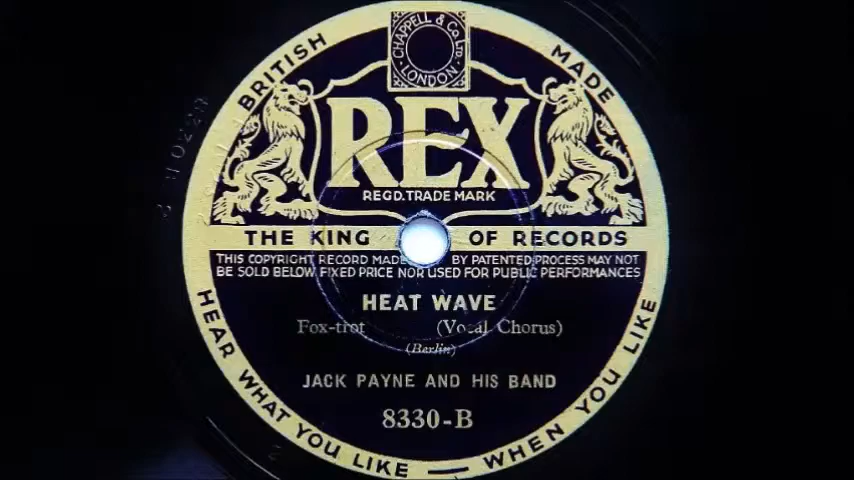 CHAPPELL & Co. LTD.
LONDON
BRITISH MADE
REX
REGD. TRADE MARK
THE KING OF RECORDS
THIS COPYRIGHT RECORD MADE BY PATENTED PROCESS MAY NOT
BE SOLD BELOW FIXED PRICE NOR USED FOR PUBLIC PERFORMANCES
HEAT WAVE
Fox-trot (Vocal Chorus)
(Berlin)
JACK PAYNE AND HIS BAND
8330-B
HEAR WHAT YOU LIKE — WHEN YOU LIKE